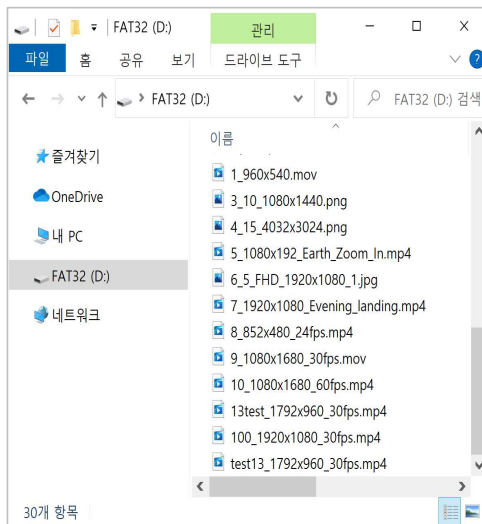 FAT32 (D:)
관리
파일
홈
공유
보기
드라이브 도구
?
FAT32 (D:)
FAT32 (D:) 검색
이름
즐겨찾기
OneDrive
내 PC
FAT32 (D:)
네트워크
1_960x540.mov
3_10_1080x1440.png
4_15_4032x3024.png
5_1080x192_Earth_Zoom_In.mp4
6_5_FHD_1920x1080_1.jpg
7_1920x1080_Evening_landing.mp4
8_852x480_24fps.mp4
9_1080x1680_30fps.mov
10_1080x1680_60fps.mp4
13test_1792x960_30fps.mp4
100_1920x1080_30fps.mp4
test13_1792x960_30fps.mp4
30개 항목